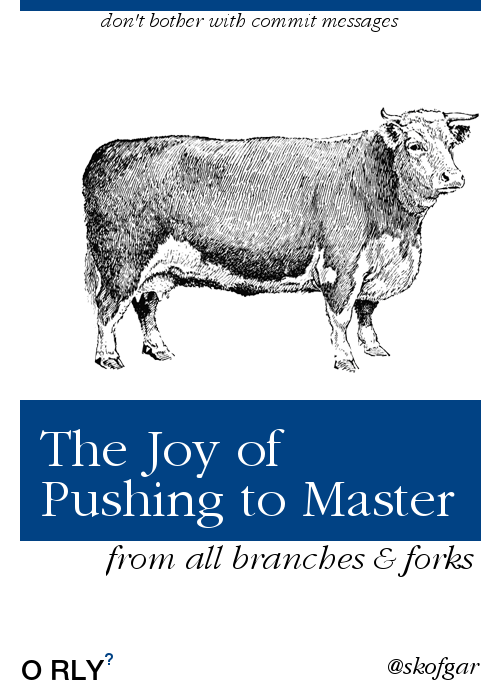 don't bother with commit messages
The Joy of
Pushing to Master
from all branches & forks
O RLY?
@skofgar